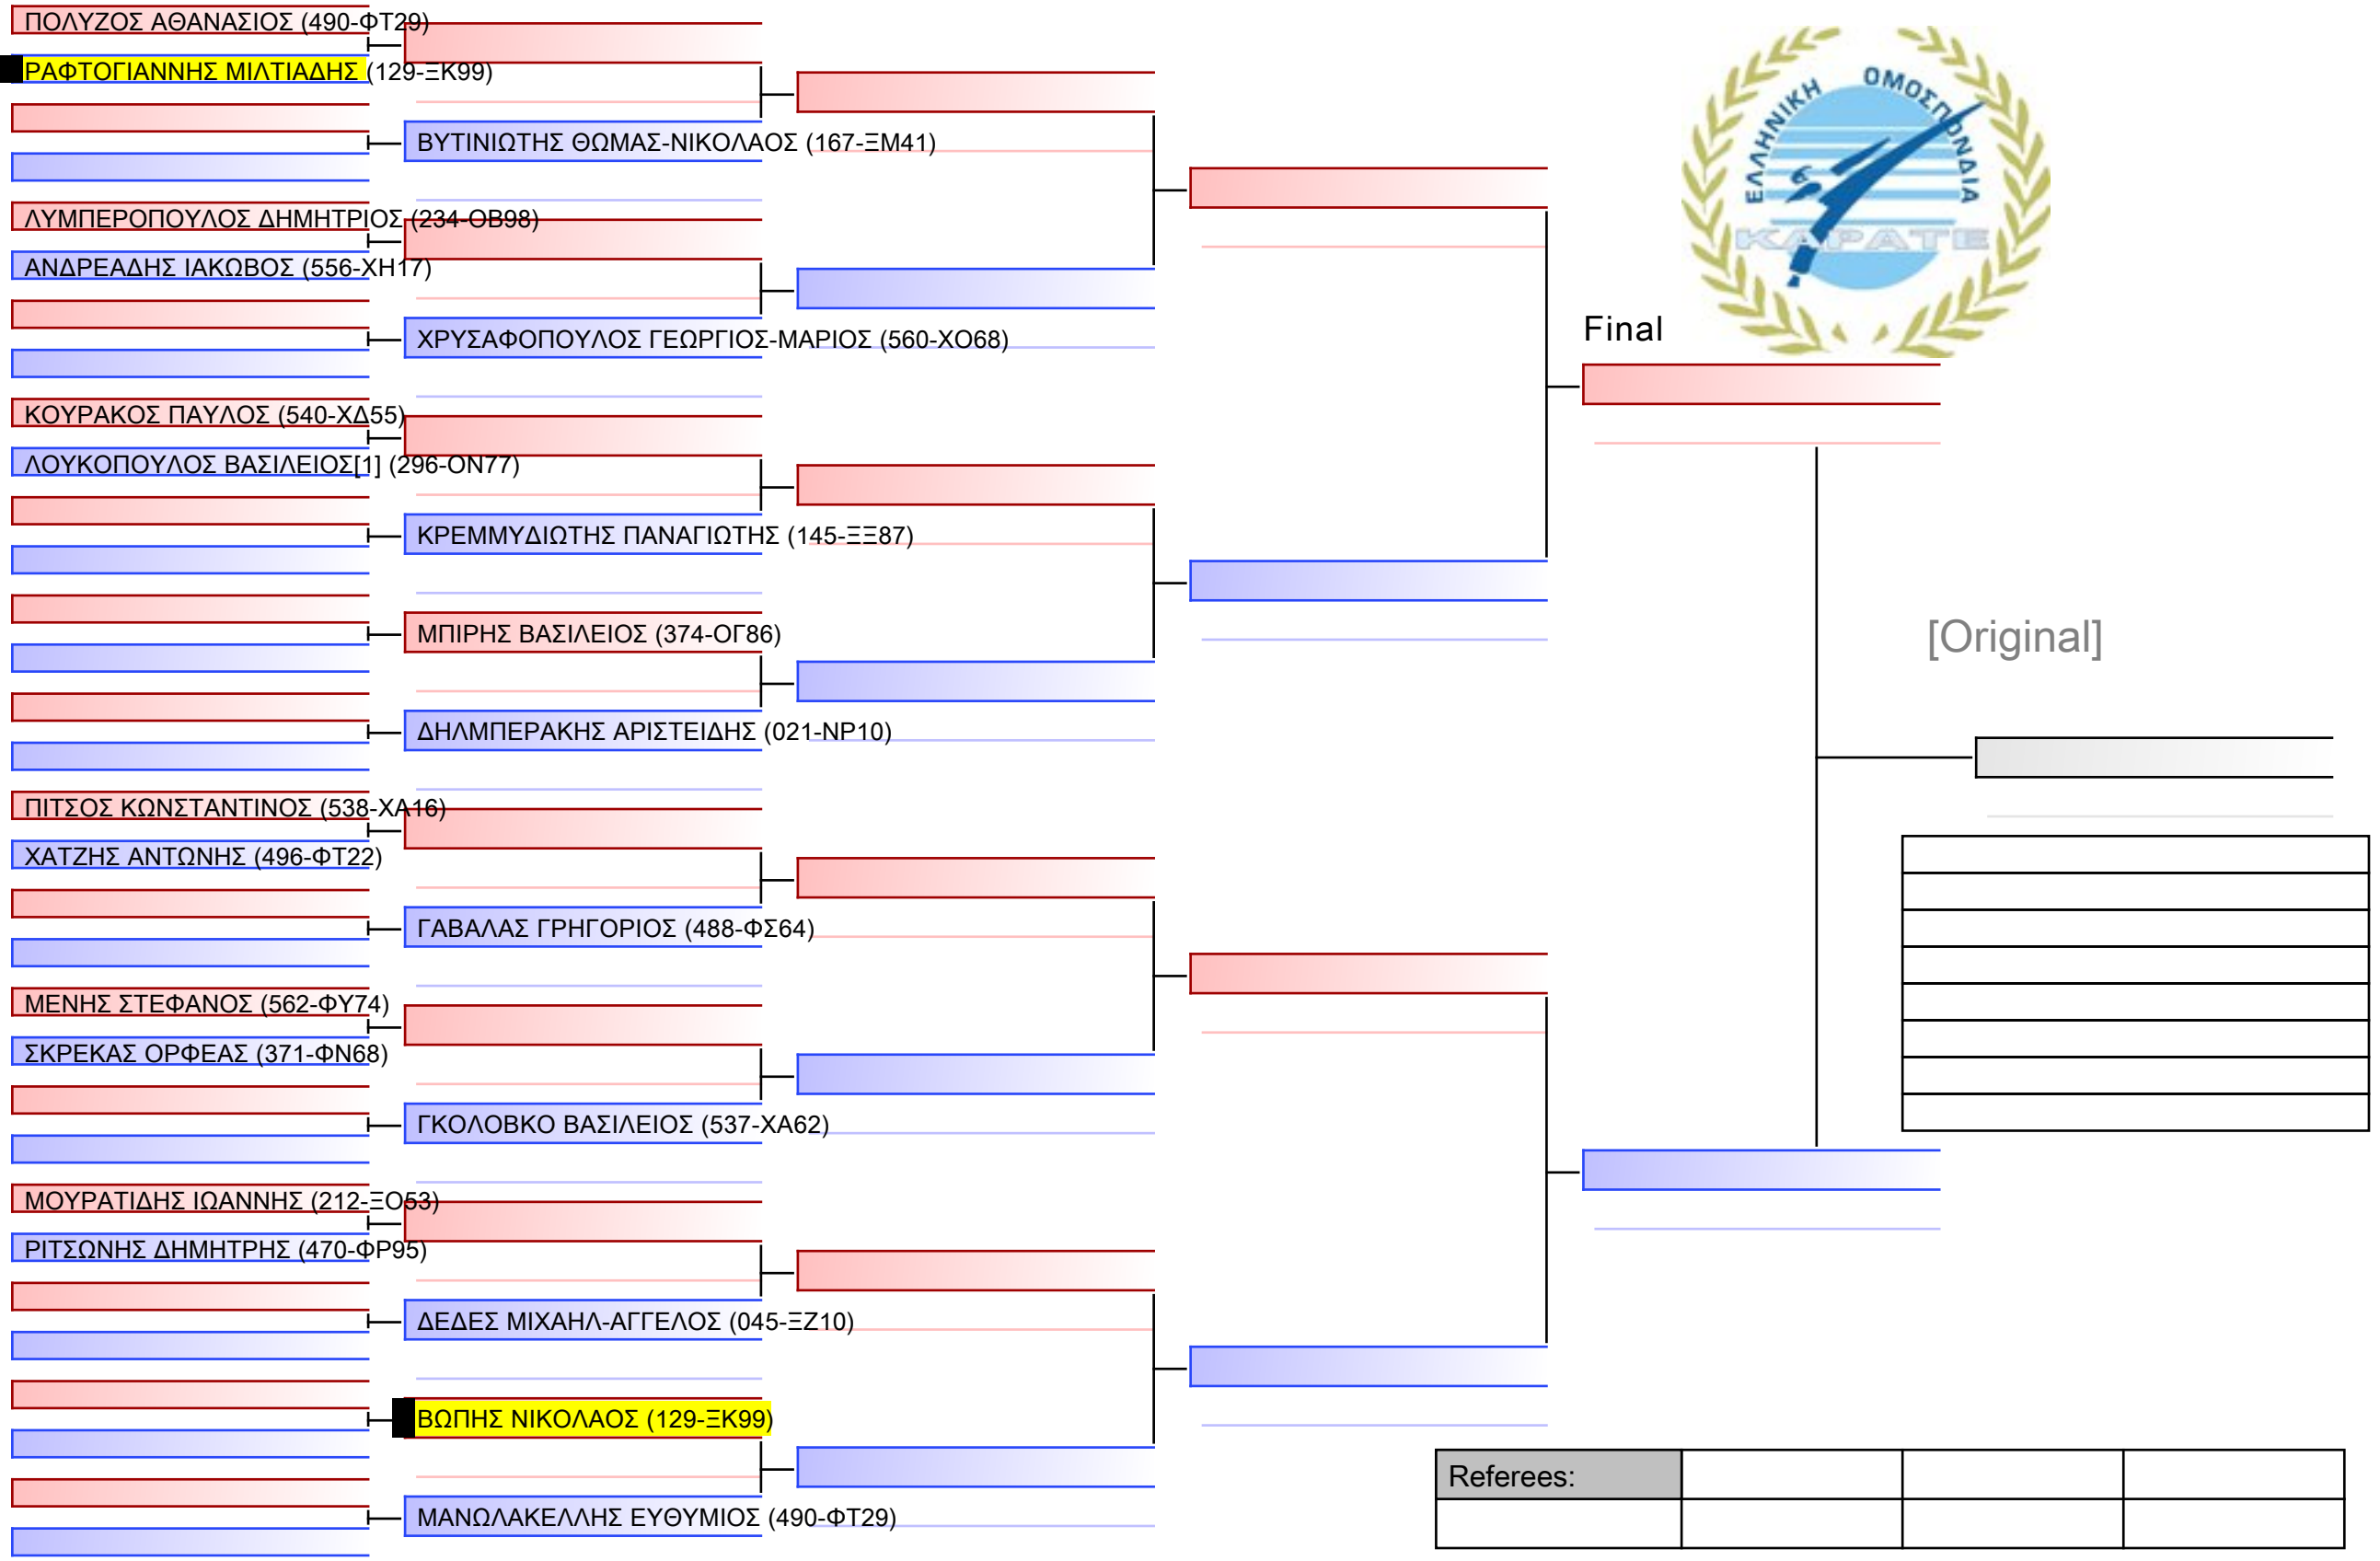 ΠΟΛΥΖΟΣ ΑΘΑΝΑΣΙΟΣ (490-ΦΤ29)
ΡΑΦΤΟΓΙΑΝΝΗΣ ΜΙΛΤΙΑΔΗΣ (129-ΞΚ99)
ΒΥΤΙΝΙΩΤΗΣ ΘΩΜΑΣ-ΝΙΚΟΛΑΟΣ (167-ΞΜ41)
ΛΥΜΠΕΡΟΠΟΥΛΟΣ ΔΗΜΗΤΡΙΟΣ (234-ΟΒ98)
ΑΝΔΡΕΑΔΗΣ ΙΑΚΩΒΟΣ (556-ΧΗ17)
ΧΡΥΣΑΦΟΠΟΥΛΟΣ ΓΕΩΡΓΙΟΣ-ΜΑΡΙΟΣ (560-ΧΟ68)
ΚΟΥΡΑΚΟΣ ΠΑΥΛΟΣ (540-ΧΔ55)
ΛΟΥΚΟΠΟΥΛΟΣ ΒΑΣΙΛΕΙΟΣ[1] (296-ΟΝ77)
ΚΡΕΜΜΥΔΙΩΤΗΣ ΠΑΝΑΓΙΩΤΗΣ (145-ΞΞ87)
ΜΠΙΡΗΣ ΒΑΣΙΛΕΙΟΣ (374-ΟΓ86)
ΔΗΛΜΠΕΡΑΚΗΣ ΑΡΙΣΤΕΙΔΗΣ (021-ΝΡ10)
ΠΙΤΣΟΣ ΚΩΝΣΤΑΝΤΙΝΟΣ (538-ΧΑ16)
ΧΑΤΖΗΣ ΑΝΤΩΝΗΣ (496-ΦΤ22)
ΓΑΒΑΛΑΣ ΓΡΗΓΟΡΙΟΣ (488-ΦΣ64)
ΜΕΝΗΣ ΣΤΕΦΑΝΟΣ (562-ΦΥ74)
ΣΚΡΕΚΑΣ ΟΡΦΕΑΣ (371-ΦΝ68)
ΓΚΟΛΟΒΚΟ ΒΑΣΙΛΕΙΟΣ (537-ΧΑ62)
ΜΟΥΡΑΤΙΔΗΣ ΙΩΑΝΝΗΣ (212-ΞΟ53)
ΡΙΤΣΩΝΗΣ ΔΗΜΗΤΡΗΣ (470-ΦΡ95)
ΔΕΔΕΣ ΜΙΧΑΗΛ-ΑΓΓΕΛΟΣ (045-ΞΖ10)
ΒΩΠΗΣ ΝΙΚΟΛΑΟΣ (129-ΞΚ99)
ΜΑΝΩΛΑΚΕΛΛΗΣ ΕΥΘΥΜΙΟΣ (490-ΦΤ29)
ΕΛΛΗΝΙΚΗ ΟΜΟΣΠΟΝΔΙΑ
ΚΑΡΑΤΕ
Final
[Original]
Referees: